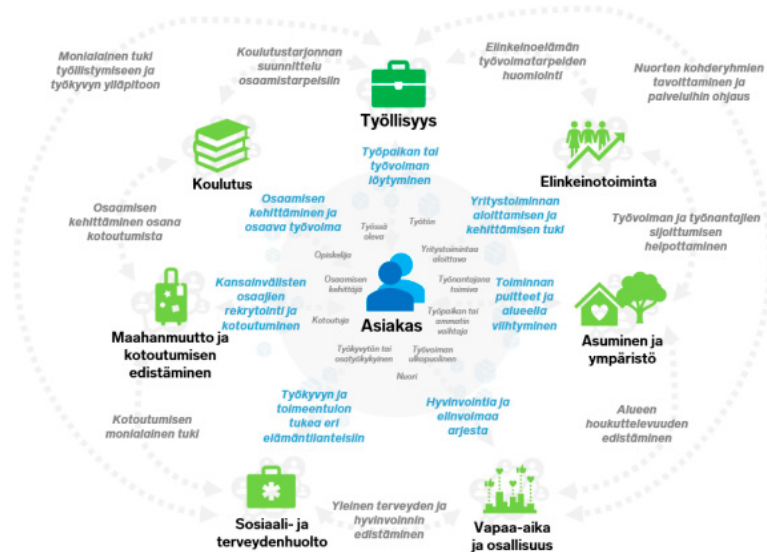 Monialainen tuki
työllistymiseen ja
työkyvyn ylläpitoon
Koulutustarjonnan
suunnittelu
osaamistarpeisiin
Elinkeinoelämän
työvoimatarpeiden
huomiointi
Nuorten kohderyhmien
tavoittaminen ja
palveluihin ohjaus
Työllisyys
Koulutus
Työpaikan tai
työvoiman
löytyminen
Elinkeinotoiminta
Osaamisen
kehittäminen osana
kotoutumista
Osaamisen
kehittäminen ja
osaava työvoima
Yritystoiminnan
aloittamisen ja
kehittämisen tuki
Työvoiman ja työnantajien
sijoittumisen
helpottaminen
Työssä
oleva
Työtön
Opiskelija
Yritystoimintaa
aloittava
Osaamisen
kehittäjä
Työnantajana
toimiva
Kotoutuja
Työpaikan tai
ammatin
vaihtaja
Asiakas
Työkyvytön tai
osatyökykyinen
Työvoiman
ulkopuolinen
Nuori
Kansainvälisten
osaajien
rekrytointi ja
kotoutuminen
Toiminnan
puitteet ja
alueella
viihtyminen
Maahanmuutto ja
kotoutumisen
edistäminen
Asuminen ja
ympäristö
Kotoutumisen
monialainen tuki
Työkyvyn ja
toimeentulon
tukea eri
elämäntilanteisiin
Hyvinvointia ja
elinvoimaa
arjesta
Alueen
houkuttelevuuden
edistäminen
Sosiaali- ja
terveydenhuolto
Yleinen terveyden ja
hyvinvoinnin
edistäminen
Vapaa-aika
ja osallisuus